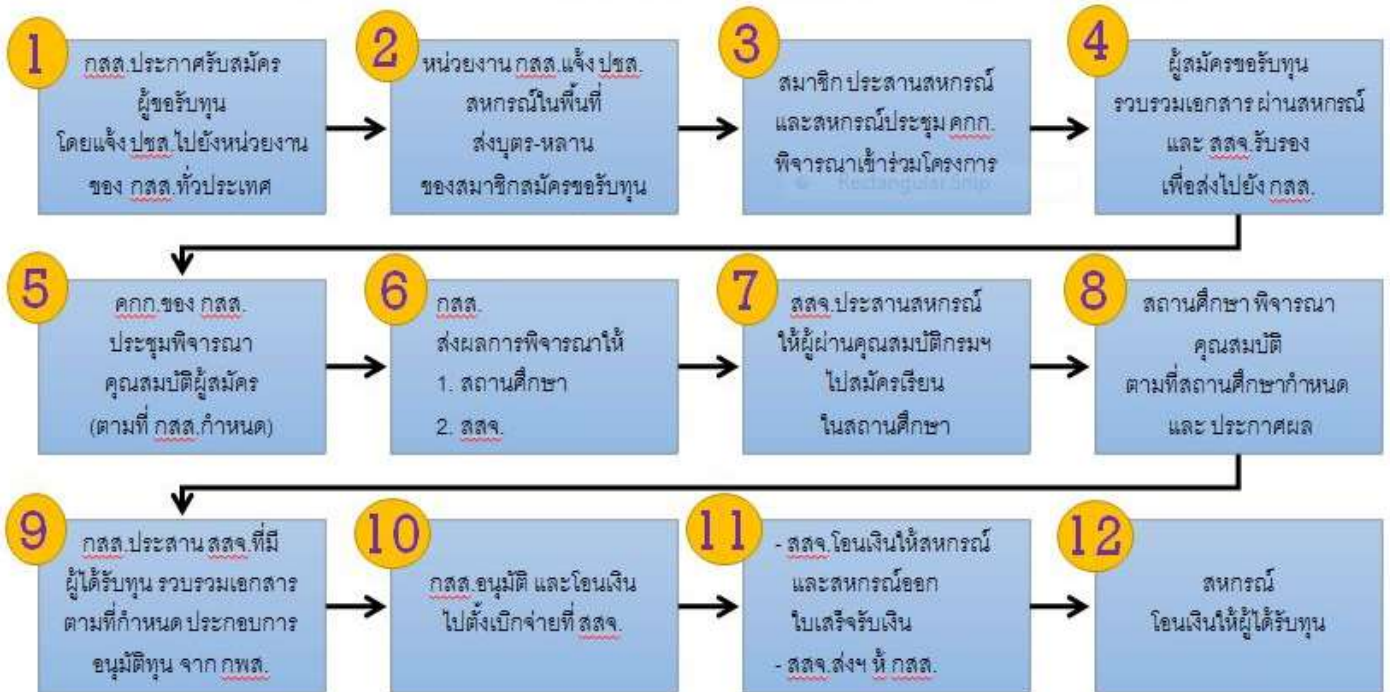 1
กสส.ประกาศรับสมัคร
ผู้ขอรับทุน
โดยแจ้ง ปชส.ไปยังหน่วยงาน
ของ กสส.ทั่วประเทศ
2
หน่วยงาน กสส.แจ้ง ปชส.
สหกรณ์ในพื้นที่
ส่งบุตร-หลาน
ของสมาชิกสมัครขอรับทุน
3
สมาชิก ประสานสหกรณ์
และสหกรณ์ประชุม คกก.
พิจารณาเข้าร่วมโครงการ
Rectangular Snip
4
ผู้สมัครขอรับทุน
รวบรวมเอกสาร ผ่านสหกรณ์
และ สสจ.รับรอง
เพื่อส่งไปยัง กสส.
5
คกก.ของ กสส.
ประชุมพิจารณา
คุณสมบัติผู้สมัคร
(ตามที่ กสส.กำหนด)
6
กสส.
ส่งผลการพิจารณาให้
1. สถานศึกษา
2. สสจ.
7
สสจ.ประสานสหกรณ์
ให้ผู้ผ่านคุณสมบัติกรมฯ
ไปสมัครเรียน
ในสถานศึกษา
8
สถานศึกษา พิจารณา
คุณสมบัติ
ตามที่สถานศึกษากำหนด
และ ประกาศผล
9
กสส.ประสาน สสจ.ที่มี
ผู้ได้รับทุน รวบรวมเอกสาร
ตามที่กำหนด ประกอบการ
อนุมัติทุน จาก กพส.
10
กสส.อนุมัติ และโอนเงิน
ไปตั้งเบิกจ่ายที่ สสจ.
11
- สสจ.โอนเงินให้สหกรณ์
และสหกรณ์ออก
ใบเสร็จรับเงิน
- สสจ.ส่งฯ ห้ กสส.
12
สหกรณ์
โอนเงินให้ผู้ได้รับทุน